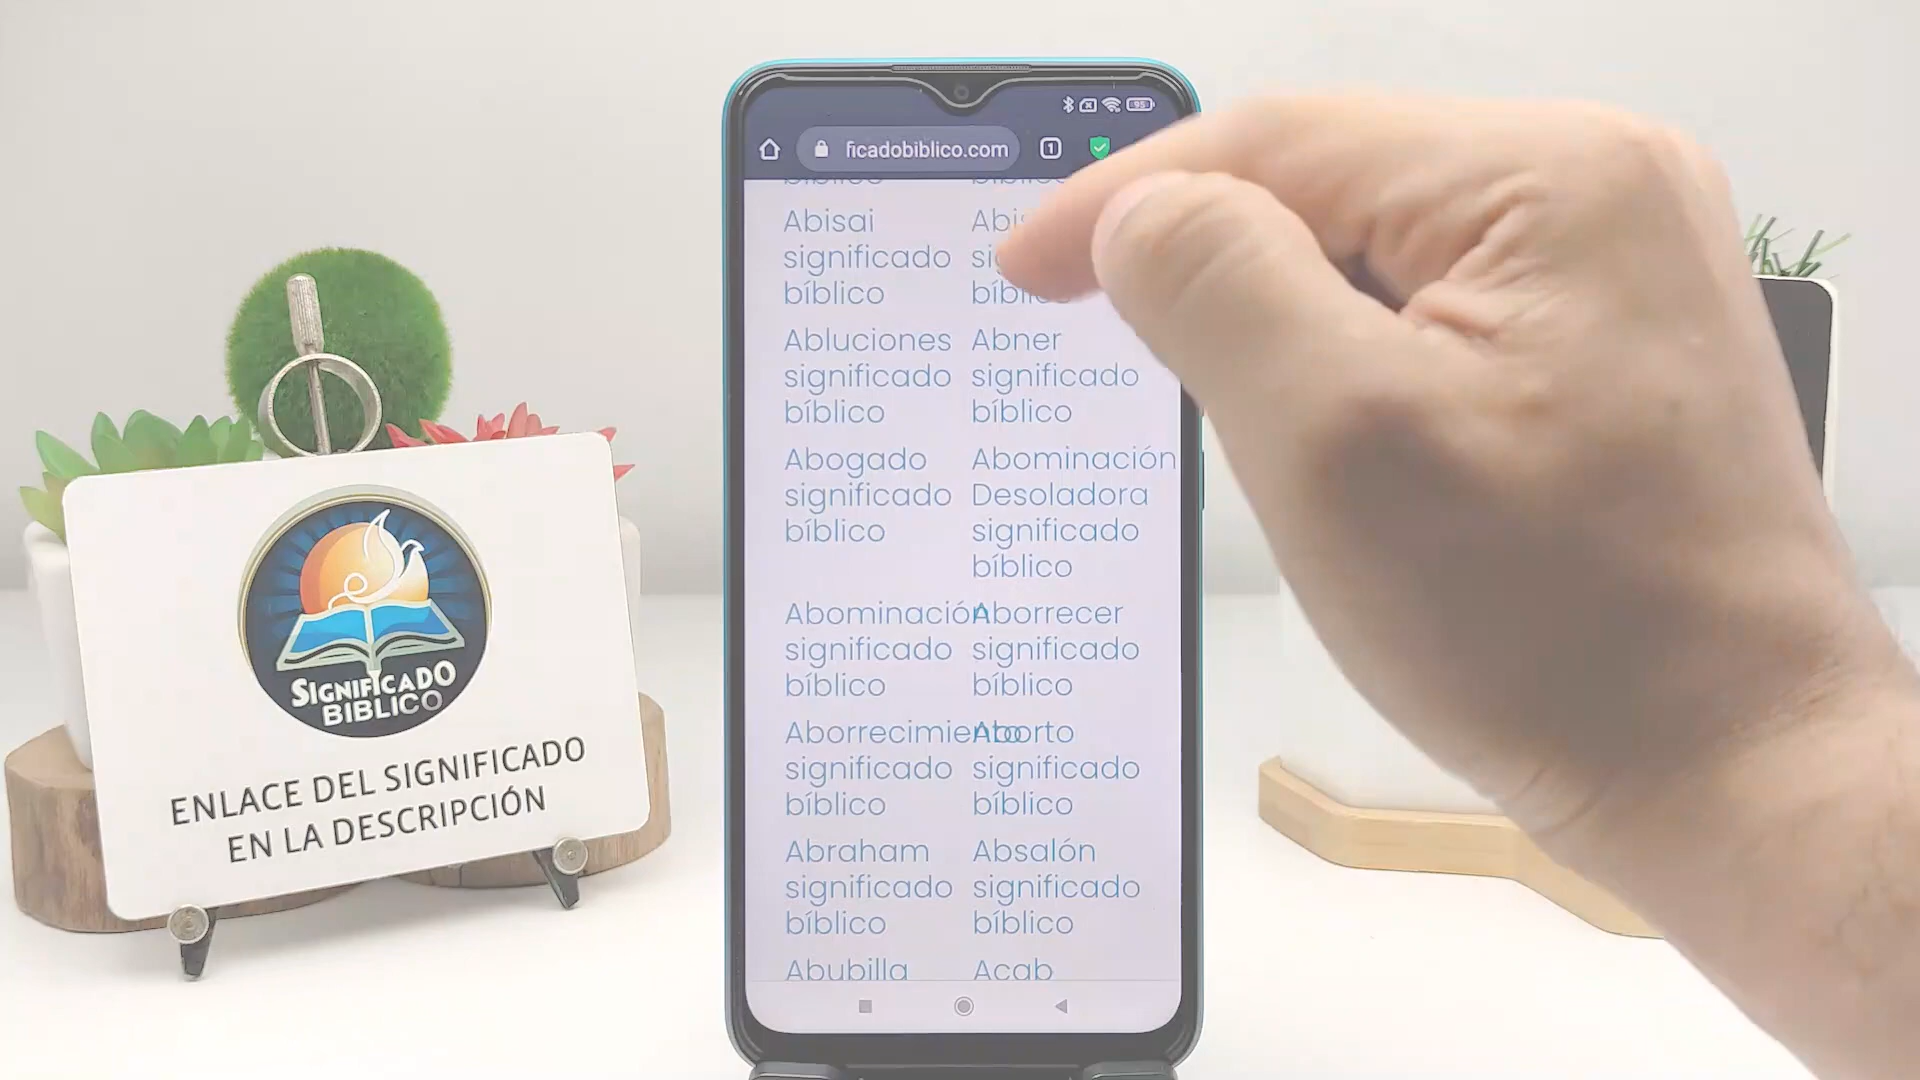 95
ficadobiblico.com
1
Abisai
significado
bíblico
Abluciones
significado
bíblico
Abner
significado
bíblico
Abogado
significado
bíblico
Abominación
Desoladora
significado
bíblico
Abominación
significado
bíblico
Aborrecer
significado
bíblico
Aborrecimiento
significado
bíblico
Aborto
significado
bíblico
Abraham
significado
bíblico
Absalón
significado
bíblico
Abubilla
Acab
SIGNIFICADO
BIBLICO
ENLACE DEL SIGNIFICADO
EN LA DESCRIPCIÓN